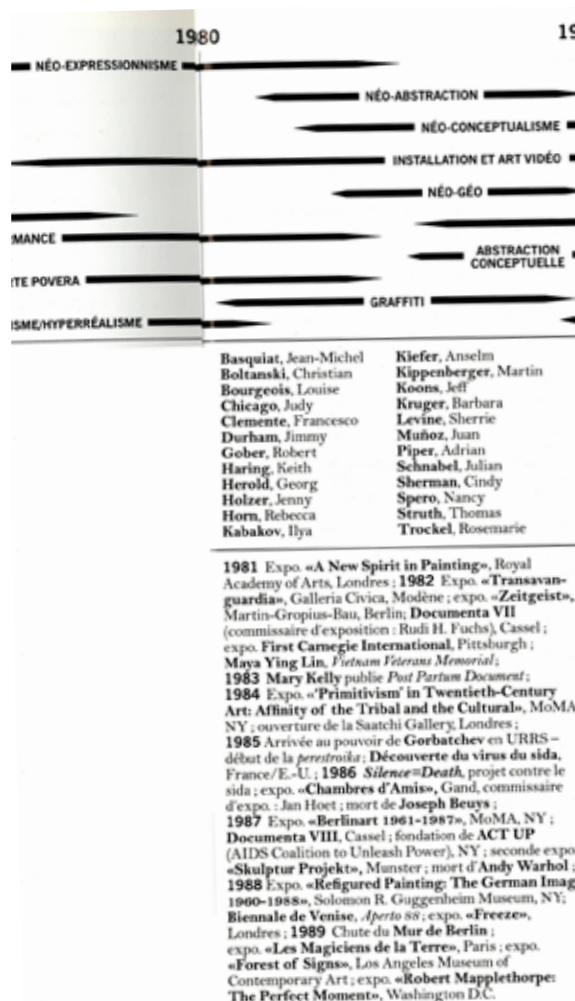 1980
19
NÉO-EXPRESSIONNISME
NÉO-ABSTRACTION
NÉO-CONCEPTUALISME
INSTALLATION ET ART VIDÉO
NÉO-GÉO
RMANCE
ABSTRACTION
CONCEPTUELLE
TE POVERA
GRAFFITI
ISME/HYPERRÉALISME
Basquiat, Jean-Michel
Boltanski, Christian
Bourgeois, Louise
Chicago, Judy
Clemente, Francesco
Durham, Jimmy
Gober, Robert
Haring, Keith
Herold, Georg
Holzer, Jenny
Horn, Rebecca
Kabakov, Ilya
Kiefer, Anselm
Kippenberger, Martin
Koons, Jeff
Kruger, Barbara
Levine, Sherrie
Muñoz, Juan
Piper, Adrian
Schnabel, Julian
Sherman, Cindy
Spero, Nancy
Struth, Thomas
Trockel, Rosemarie
1981 Expo. «A New Spirit in Painting», Royal
Academy of Arts, Londres ; 1982 Expo. «Transavan-
guardia», Galleria Civica, Modène ; expo. «Zeitgeist»,
Martin-Gropius-Bau, Berlin; Documenta VII
(commissaire d'exposition : Rudi H. Fuchs), Cassel ;
expo. First Carnegie International, Pittsburgh ;
Maya Ying Lin, Vietnam Veterans Memorial ;
1983 Mary Kelly publie Post Partum Document ;
1984 Expo. «'Primitivism' in Twentieth-Century
Art: Affinity of the Tribal and the Cultural», MoMA
NY ; ouverture de la Saatchi Gallery, Londres ;
1985 Arrivée au pouvoir de Gorbatchev en URRS –
début de la perestroika ; Découverte du virus du sida,
France/E.-U. ; 1986 Silence=Death, projet contre le
sida ; expo. «Chambres d'Amis», Gand, commissaire
d'expo. : Jan Hoet ; mort de Joseph Beuys ;
1987 Expo. «Berlinart 1961-1987», MoMA, NY ;
Documenta VIII, Cassel ; fondation de ACT UP
(AIDS Coalition to Unleash Power), NY ; seconde expo
«Skulptur Projekt», Munster ; mort d'Andy Warhol ;
1988 Expo. «Refigured Painting: The German Imag
1960-1988», Solomon R. Guggenheim Museum, NY;
Biennale de Venise, Aperto 88 ; expo. «Freeze»,
Londres ; 1989 Chute du Mur de Berlin ;
expo. «Les Magiciens de la Terre», Paris ; expo.
«Forest of Signs», Los Angeles Museum of
Contemporary Art ; expo. «Robert Mapplethorpe:
The Perfect Moment», Washington D.C.